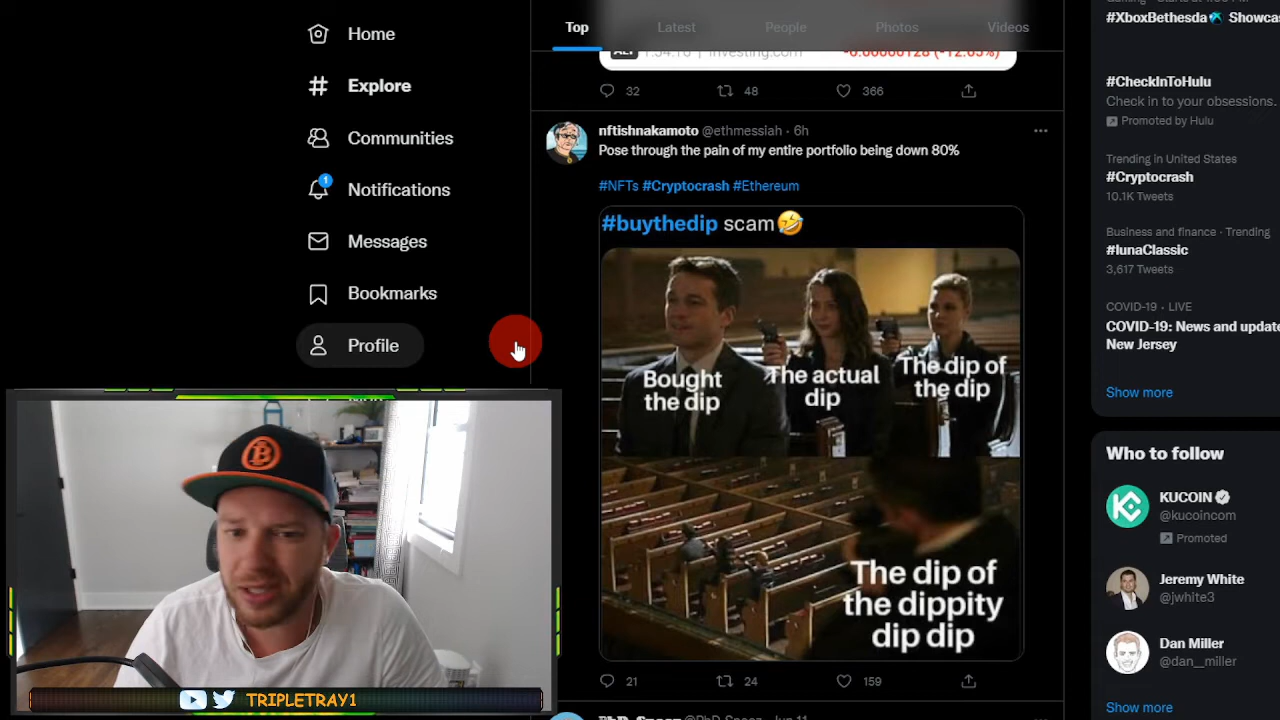 Home
Explore
Communities
1
Notifications
Messages
Bookmarks
Profile
Top
Latest
People
Photos
Videos
investing.com
32
48
366
nftishnakamoto @ethmessiah · 6h
Pose through the pain of my entire portfolio being down 80%
#NFTs #Cryptocrash #Ethereum
#buythedip scam🤣
Bought
the dip
The actual
dip
The dip of
the dip
The dip of
the dippity
dip dip
21
24
159
#XboxBethesda Showca
#CheckInToHulu
Check in to your obsessions.
Promoted by Hulu
Trending in United States
#Cryptocrash
10.1K Tweets
Business and finance · Trending
#lunaClassic
3,617 Tweets
COVID-19 · LIVE
COVID-19: News and update
New Jersey
Show more
Who to follow
KUCOIN
@kucoincom
Promoted
Jeremy White
@jwhite3
Dan Miller
@dan__miller
Show more
B
TRIPLETRAY1